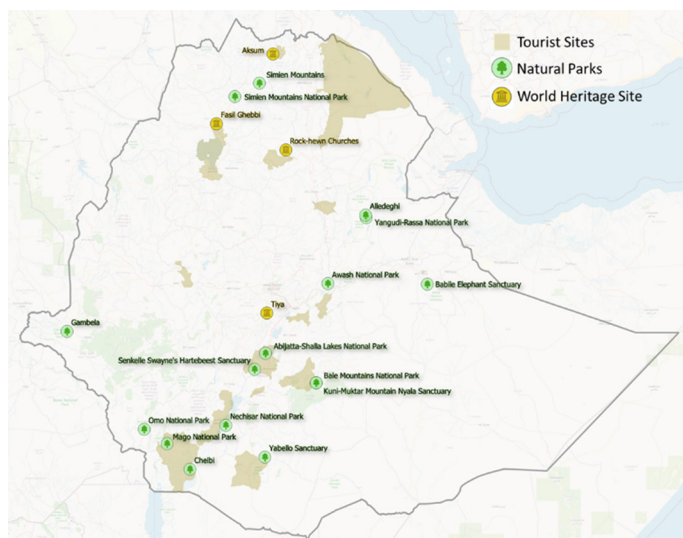 Tourist Sites
Natural Parks
World Heritage Site
Aksum
Simien Mountains
Simien Mountains National Park
Fasil Ghebbi
Rock-hewn Churches
Alledeghi
Yangudi-Rassa National Park
Awash National Park
Babile Elephant Sanctuary
Tiya
Gambela
Abijatta-Shalla Lakes National Park
Senkelle Swayne's Hartebeest Sanctuary
Bale Mountains National Park
Kuni-Muktar Mountain Nyala Sanctuary
Omo National Park
Nechisar National Park
Mago National Park
Yabello Sanctuary
Chelbi